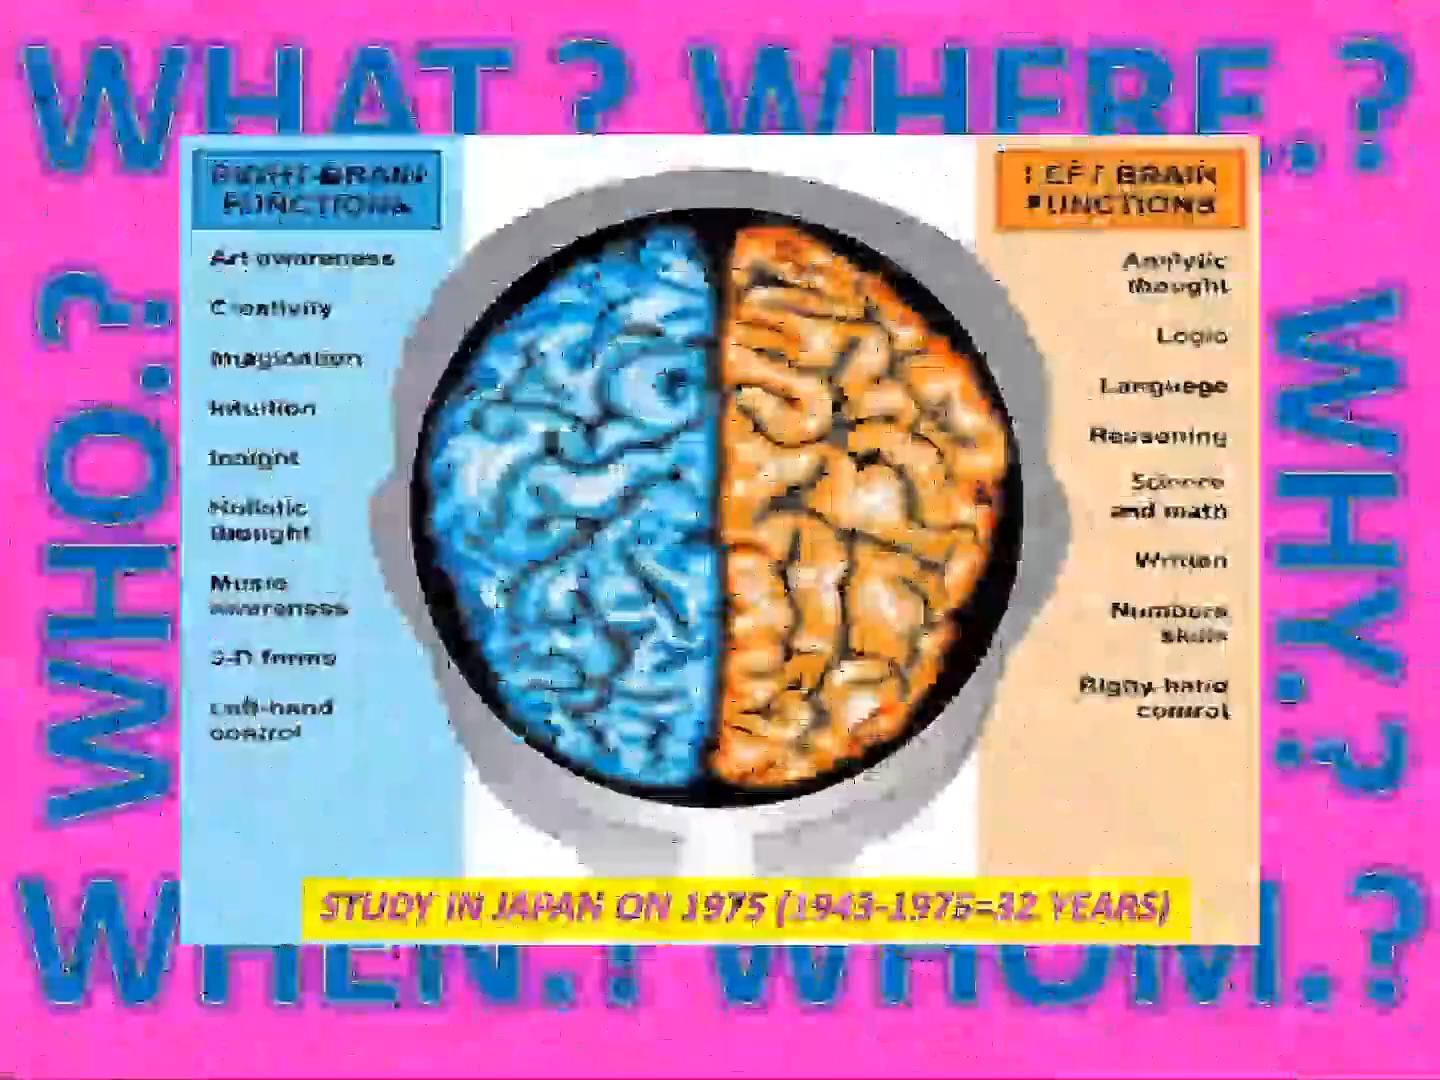 WHAT ? WHERE.?
WHO.?
RIGHT-BRAIN
FUNCTIONS
Art awareness
Creativity
Imagination
Intuition
Insight
Holistic
thought
Music
awareness
3-D forms
Left-hand
control
LEFT BRAIN
FUNCTIONS
Analytic
thought
Logic
Language
Reasoning
Science
and math
Written
Numbers
skills
Right-hand
control
WHY.?
STUDY IN JAPAN ON 1975 (1943-1975=32 YEARS)
WHEN.? WHOM.?